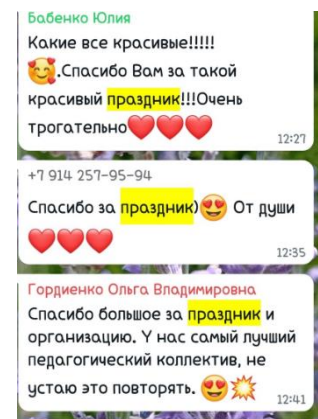 Бабенко Юлия
Какие все красивые!!!!!
🥰.Спасибо Вам за такой
красивый праздник!!!Очень
трогательно❤️❤️❤️
12:27
+7 914 257-95-94
Спасибо за праздник)😍 От души
❤️❤️❤️
12:35
Гордиенко Ольга Владимировна
Спасибо большое за праздник и
организацию. У нас самый лучший
педагогический коллектив, не
устаю это повторять. 😍💥
12:41